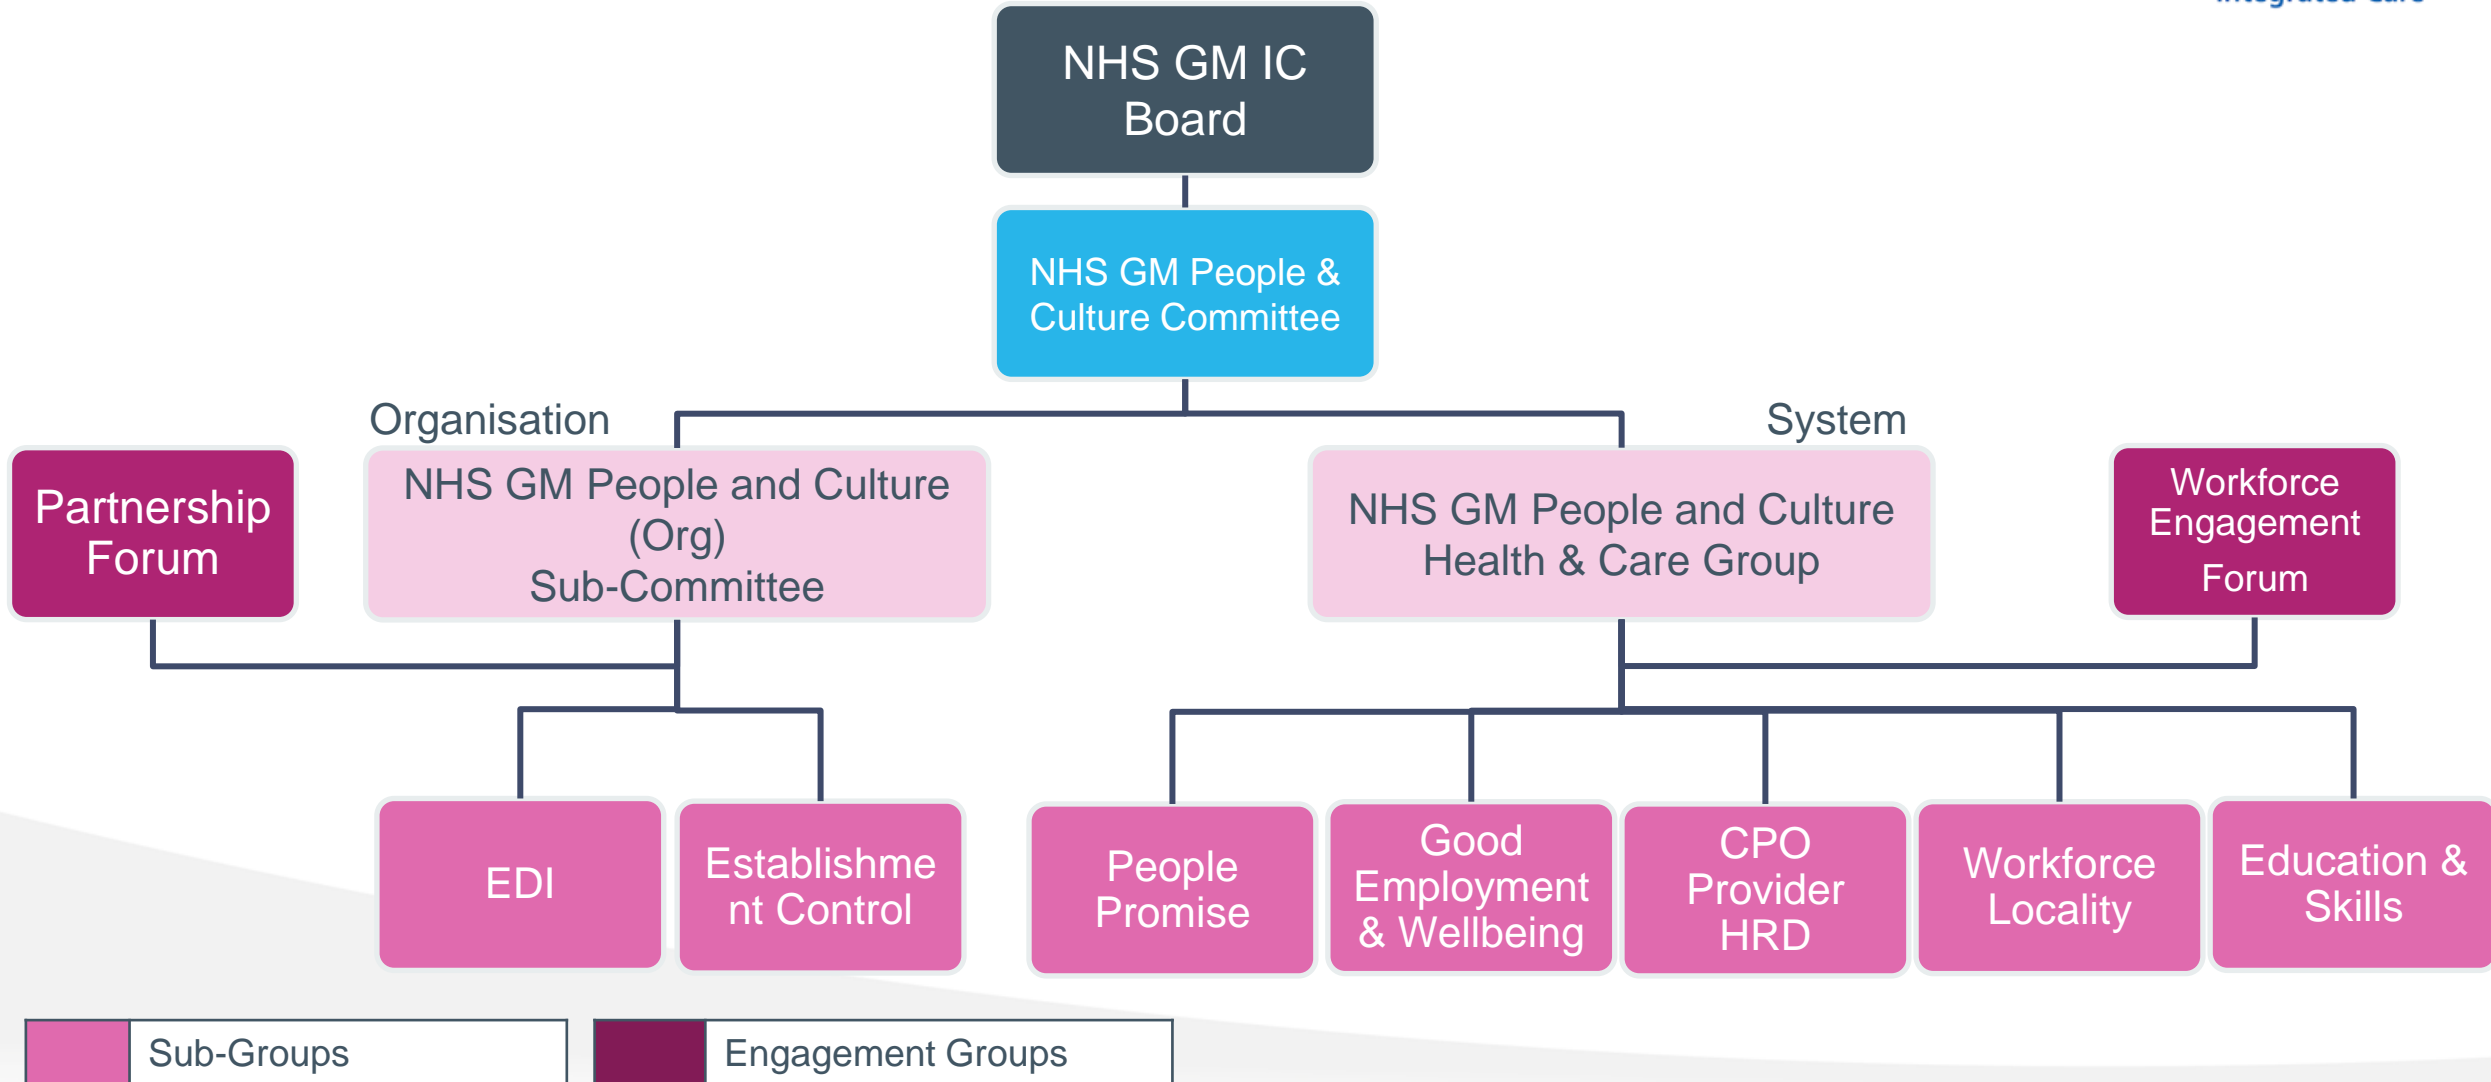 NHS GM IC
Board
NHS GM People &
Culture Committee
Organisation
System
Partnership
Forum
NHS GM People and Culture
(Org)
Sub-Committee
NHS GM People and Culture
Health & Care Group
Workforce
Engagement
Forum
EDI
Establishme
nt Control
People
Promise
Good
Employment
& Wellbeing
CPO
Provider
HRD
Workforce
Locality
Education &
Skills
Sub-Groups
Engagement Groups